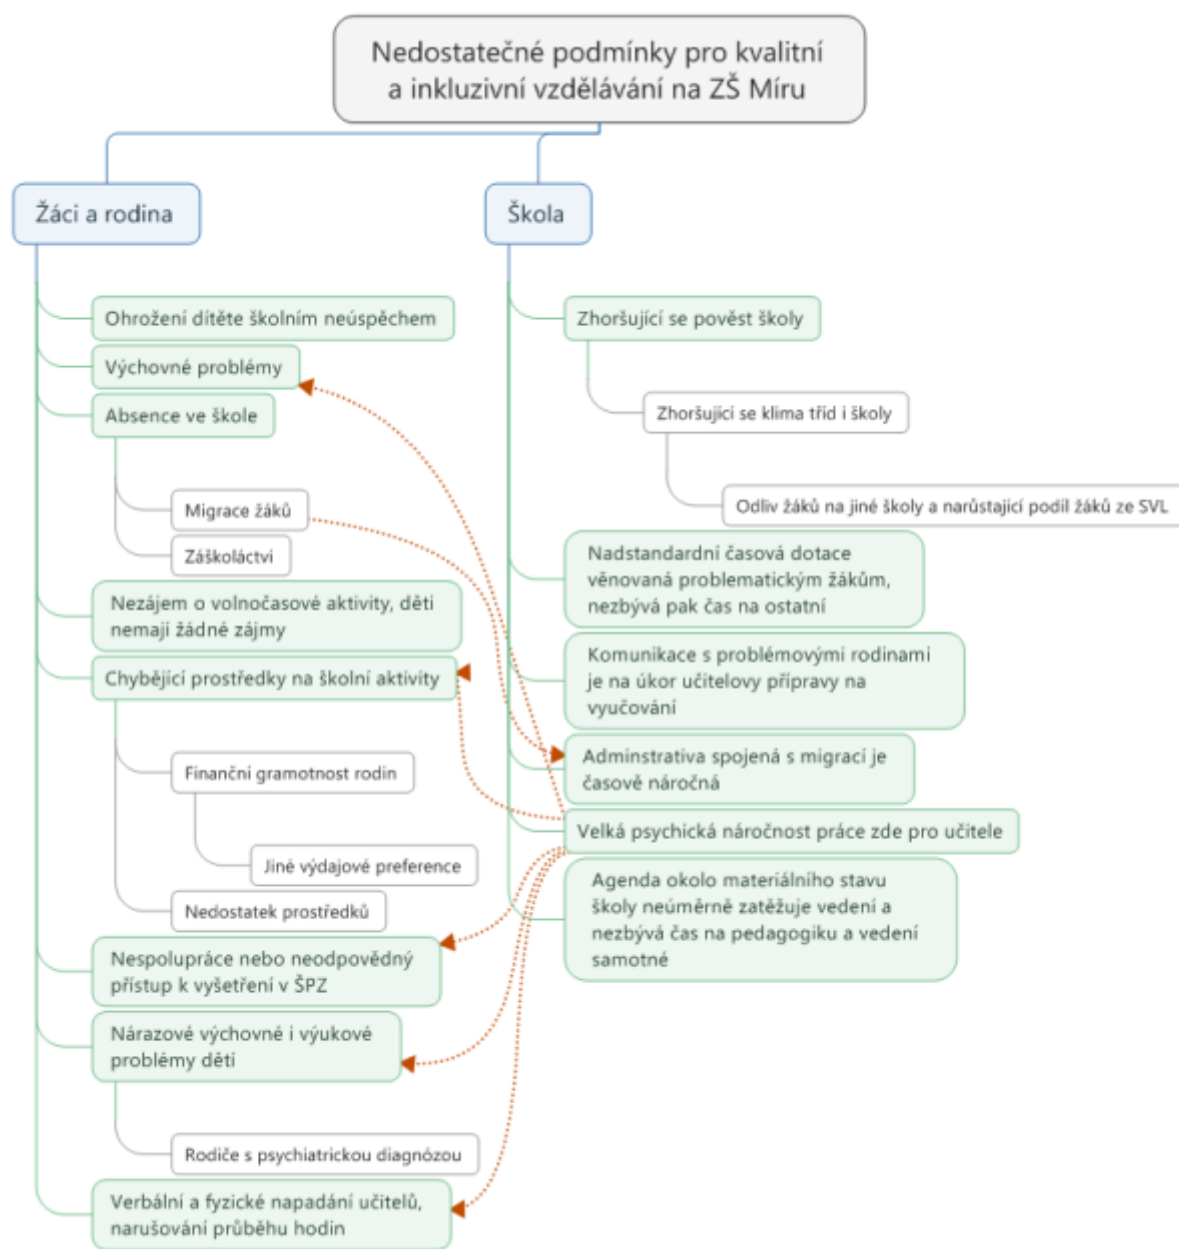 Nedostatečné podmínky pro kvalitní
a inkluzivní vzdělávání na ZŠ Míru
Žáci a rodina
Ohrožení dítěte školním neúspěchem
Výchovné problémy
Absence ve škole
Migrace žáků
Záškoláctví
Nezájem o volnočasové aktivity, děti
nemají žádné zájmy
Chybějící prostředky na školní aktivity
Finanční gramotnost rodin
Jiné výdajové preference
Nedostatek prostředků
Nespolupráce nebo neodpovědný
přístup k vyšetření v ŠPZ
Nárazové výchovné i výukové
problémy dětí
Rodiče s psychiatrickou diagnózou
Verbální a fyzické napadání učitelů,
narušování průběhu hodin
Škola
Zhoršující se pověst školy
Zhoršující se klima tříd i školy
Odliv žáků na jiné školy a narůstající podíl žáků ze SVL
Nadstandardní časová dotace
věnovaná problematickým žákům,
nezbývá pak čas na ostatní
Komunikace s problémovými rodinami
je na úkor učitelovy přípravy na
vyučování
Adminstrativa spojená s migrací je
časově náročná
Velká psychická náročnost práce zde pro učitele
Agenda okolo materiálního stavu
školy neúměrně zatěžuje vedení a
nezbývá čas na pedagogiku a vedení
samotné